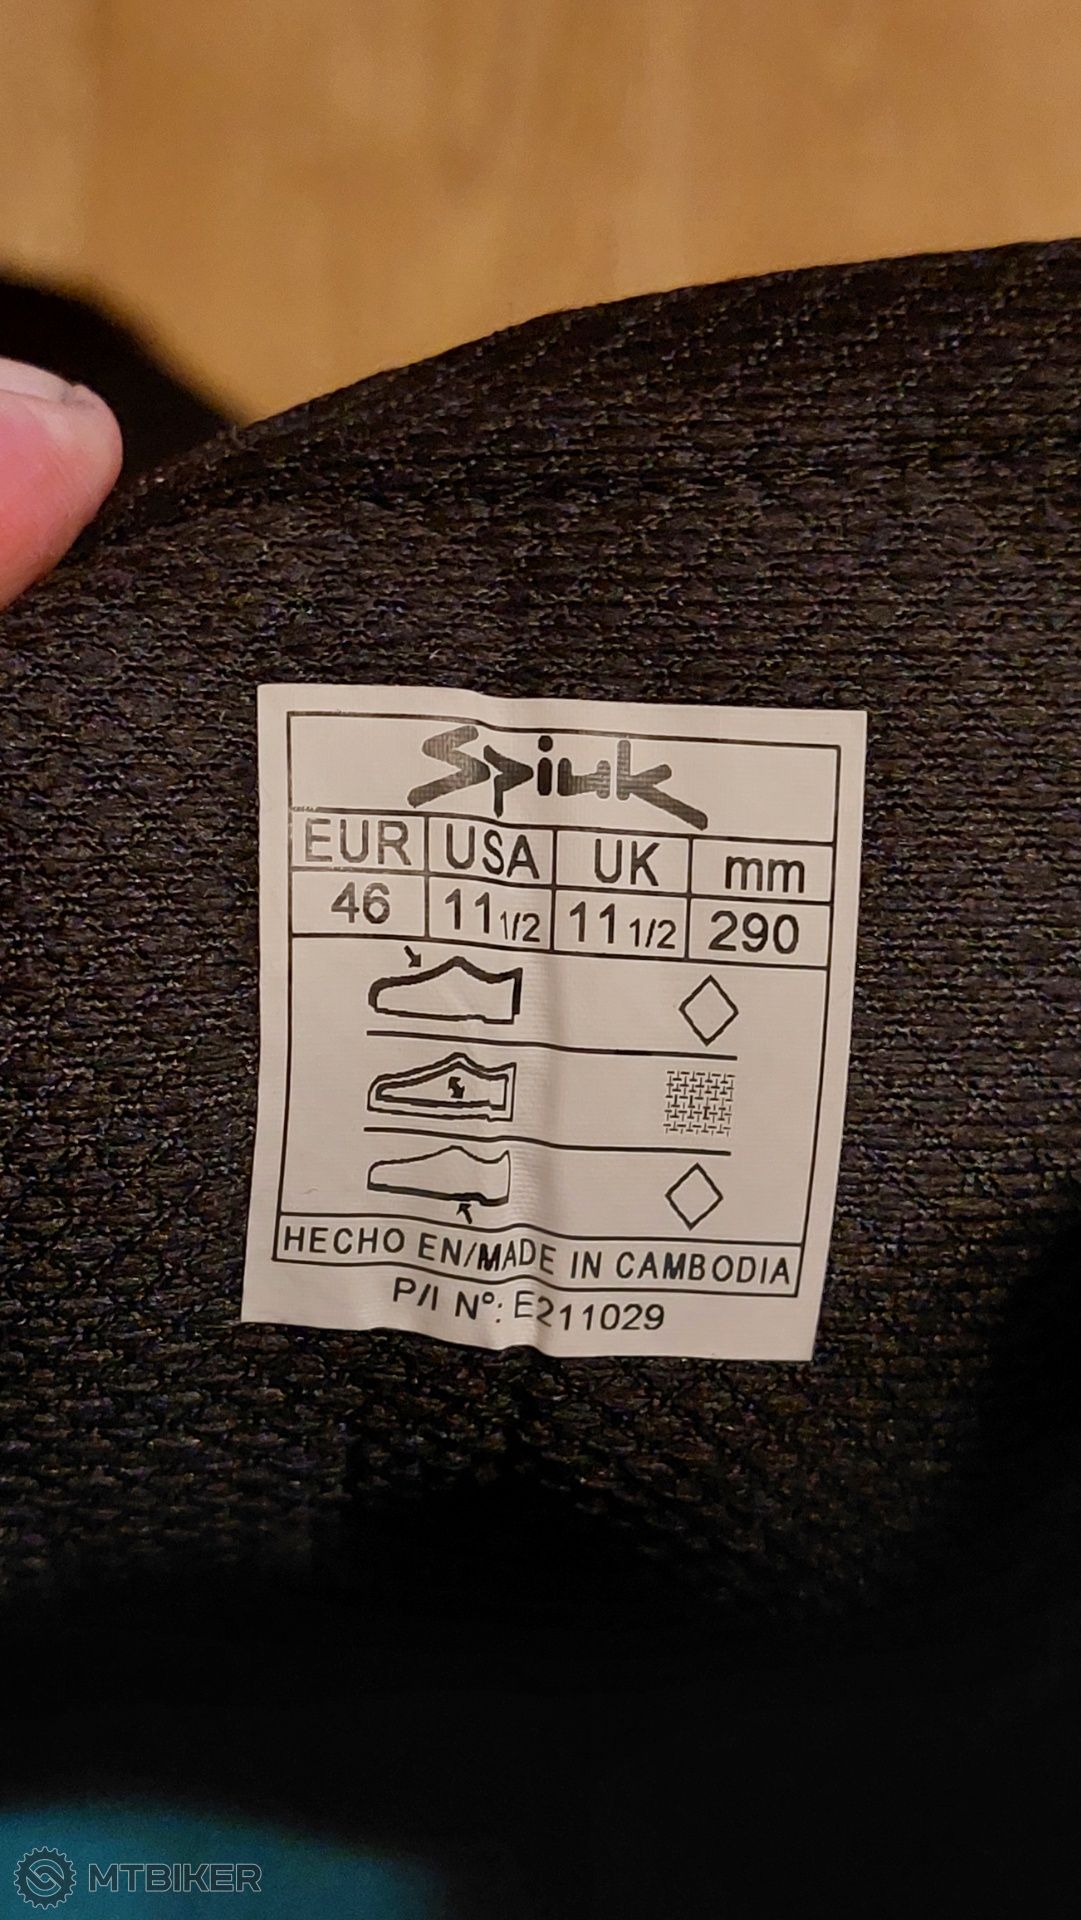 Spiuk
EUR USA UK mm
46 11 1/2 11 1/2 290
HECHO EN/MADE IN CAMBODIA
P/I Nº: E211029
MTBIKER